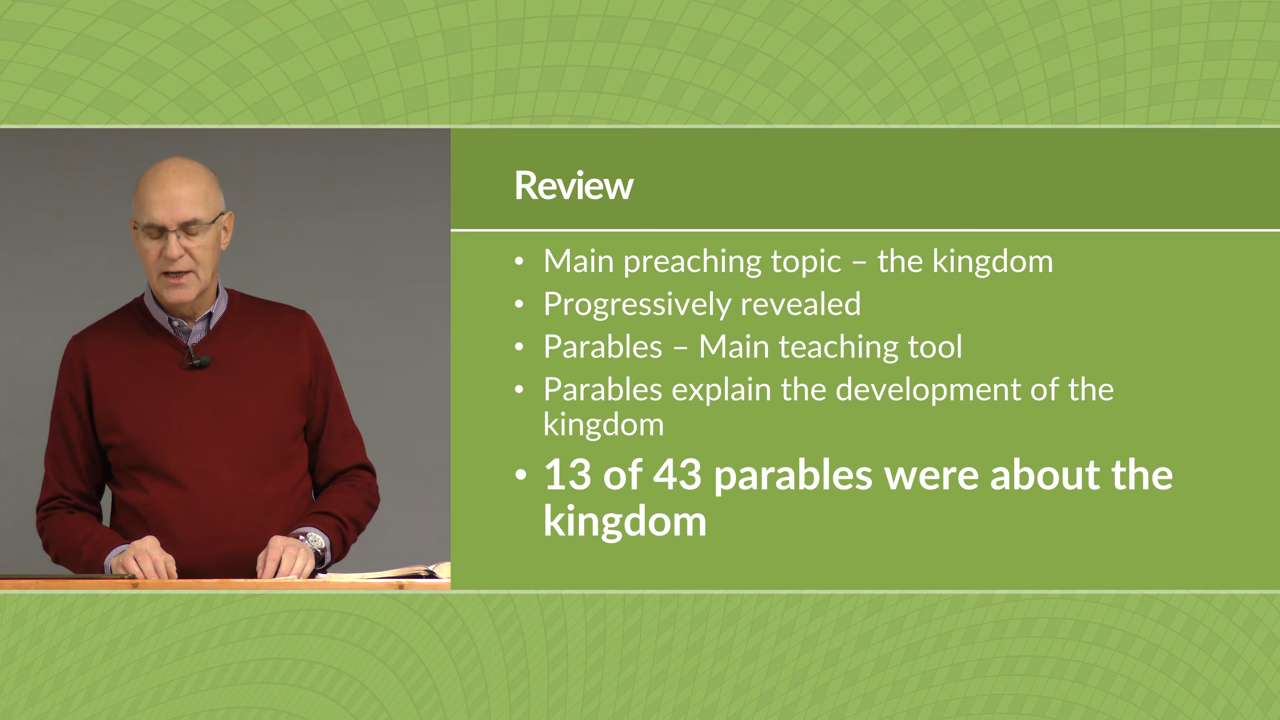 Review
• Main preaching topic – the kingdom
• Progressively revealed
• Parables – Main teaching tool
• Parables explain the development of the
kingdom
• 13 of 43 parables were about the
kingdom